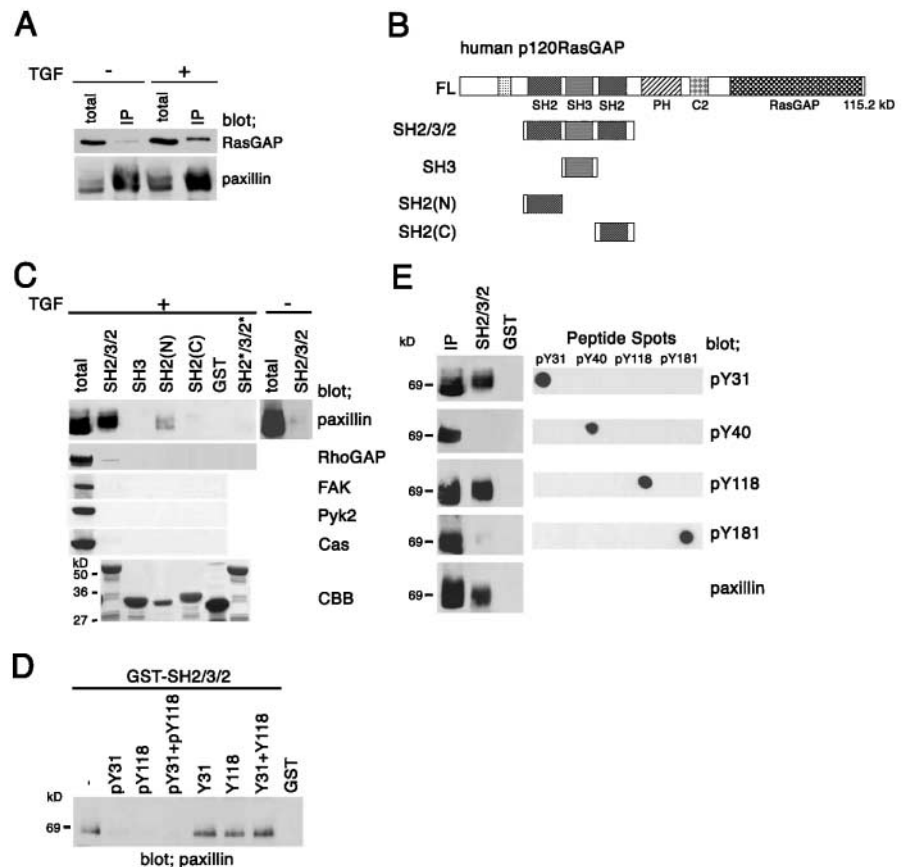 A
TGF
-
+
total
IP
total
IP
blot;
RasGAP
paxillin
B
human p120RasGAP
FL
SH2
SH3
SH2
PH
C2
RasGAP
115.2 kD
SH2/3/2
SH3
SH2(N)
SH2(C)
C
TGF
+
-
total
SH2/3/2
SH3
SH2(N)
SH2(C)
GST
SH2*/3/2*
total
SH2/3/2
blot;
paxillin
RhoGAP
FAK
Pyk2
Cas
kD
50
36
27
CBB
D
GST-SH2/3/2
-
pY31
pY118
pY31+pY118
Y31
Y118
Y31+Y118
GST
kD
69
blot; paxillin
E
kD
IP
SH2/3/2
GST
Peptide Spots
pY31 pY40 pY118 pY181
blot;
69
pY31
69
pY40
69
pY118
69
pY181
69
paxillin